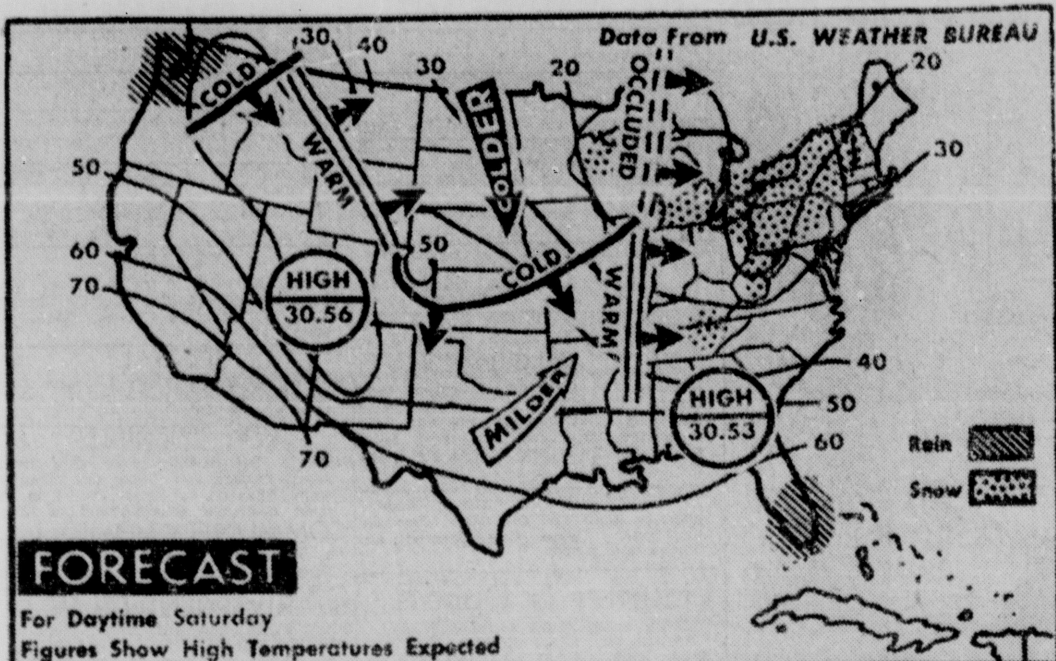 Data From U.S. WEATHER BUREAU
30
40
30
20
20
COLD
COLDER
OCCLUDED
WARM
30
50
50
COLD
60
HIGH
30.56
70
WARM
MILDER
40
HIGH
30.53
50
60
70
Rain
Snow
FORECAST
For Daytime Saturday
Figures Show High Temperatures Expected